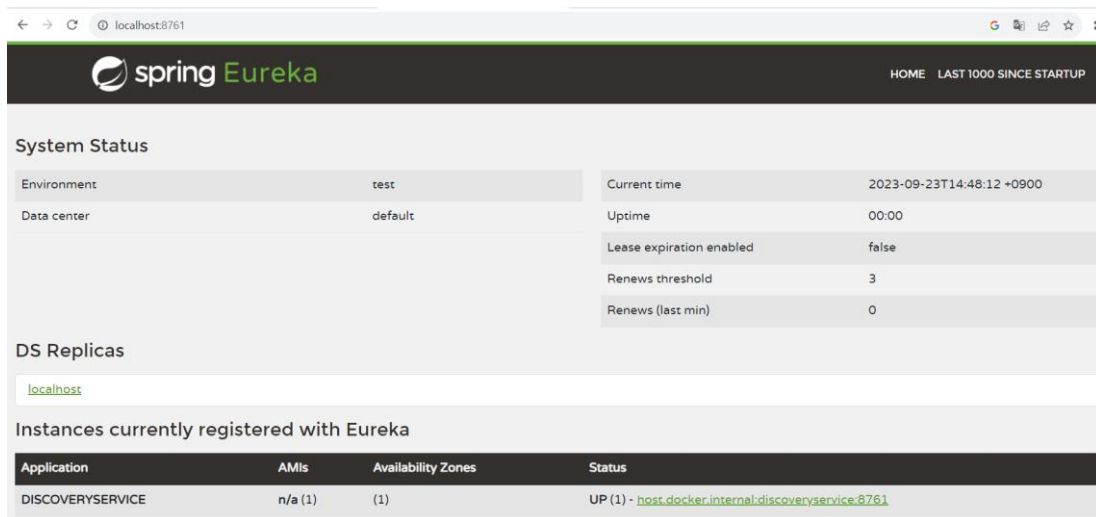 localhost:8761
spring Eureka
HOME LAST 1000 SINCE STARTUP
System Status
Environment test
Data center default
Current time 2023-09-23T14:48:12 +0900
Uptime 00:00
Lease expiration enabled false
Renews threshold 3
Renews (last min) 0
DS Replicas
localhost
Instances currently registered with Eureka
Application AMIs Availability Zones Status
DISCOVERYSERVICE n/a (1) (1) UP (1) - host.docker.internal:discoveryservice:8761